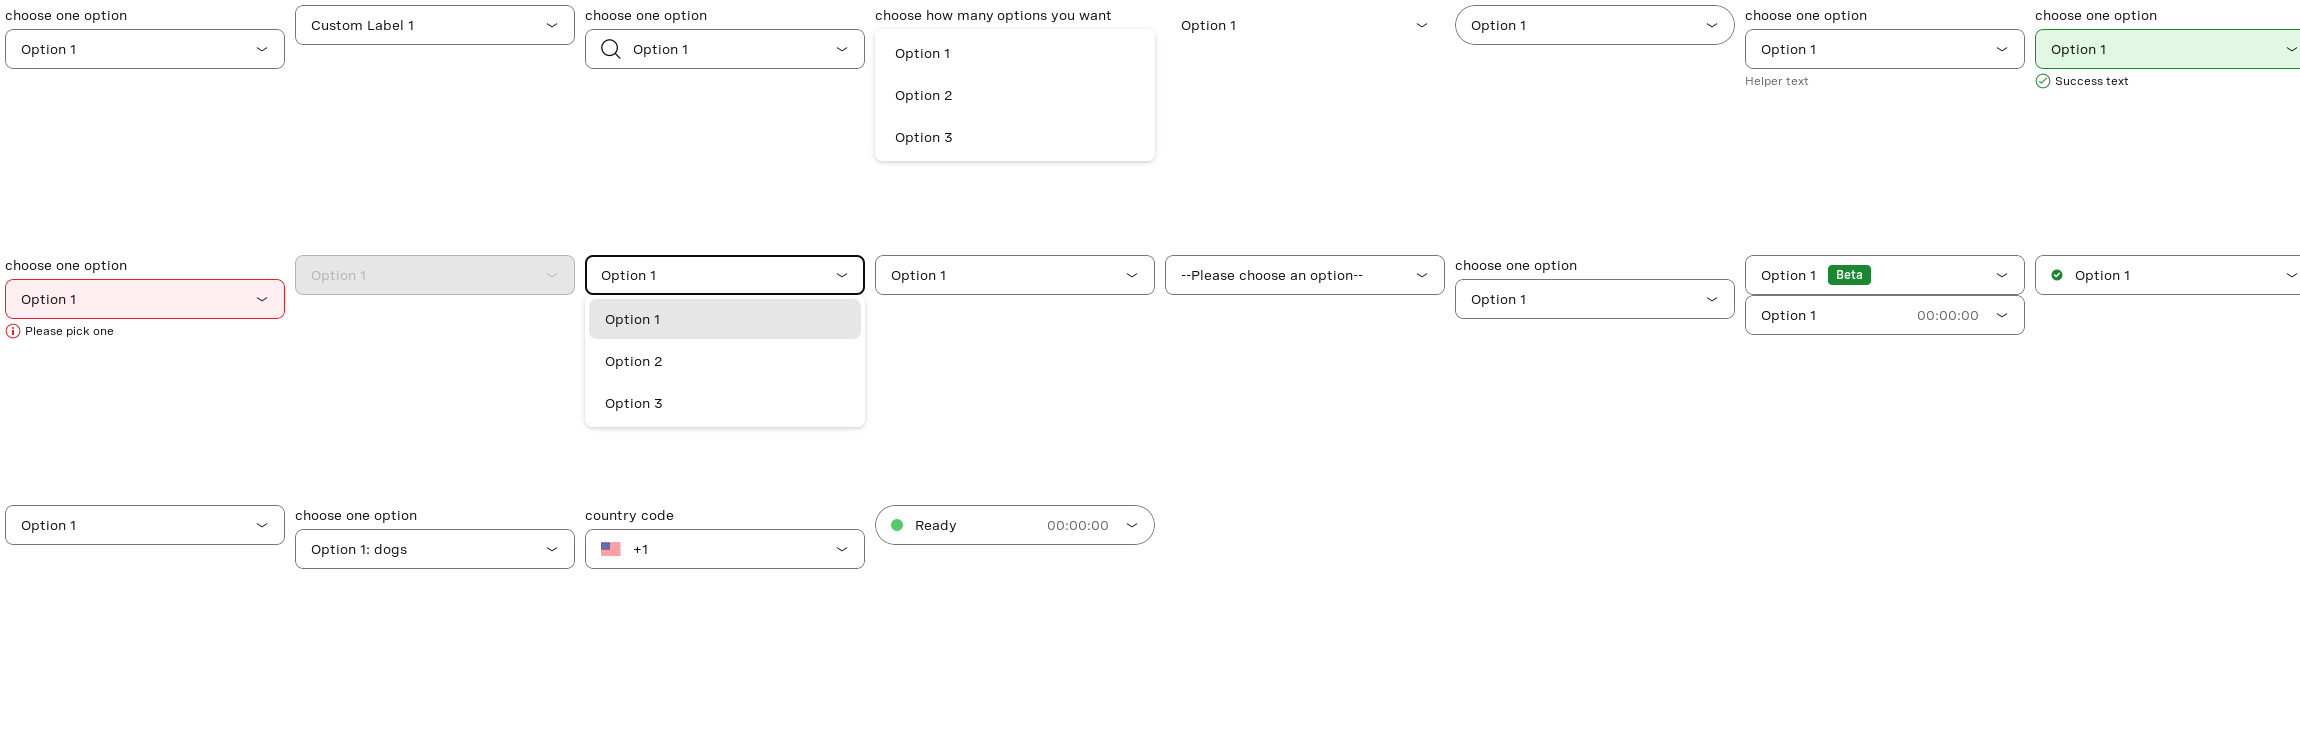 choose one option
Option 1
Custom Label 1
choose one option
Option 1
choose how many options you want
Option 1
Option 2
Option 3
Option 1
Option 1
choose one option
Option 1
Helper text
choose one option
Option 1
Success text
choose one option
Option 1
Please pick one
Option 1
Option 1
Option 1
Option 2
Option 3
Option 1
--Please choose an option--
choose one option
Option 1
Option 1 Beta
Option 1 00:00:00
Option 1
Option 1
choose one option
Option 1: dogs
country code
+1
Ready 00:00:00